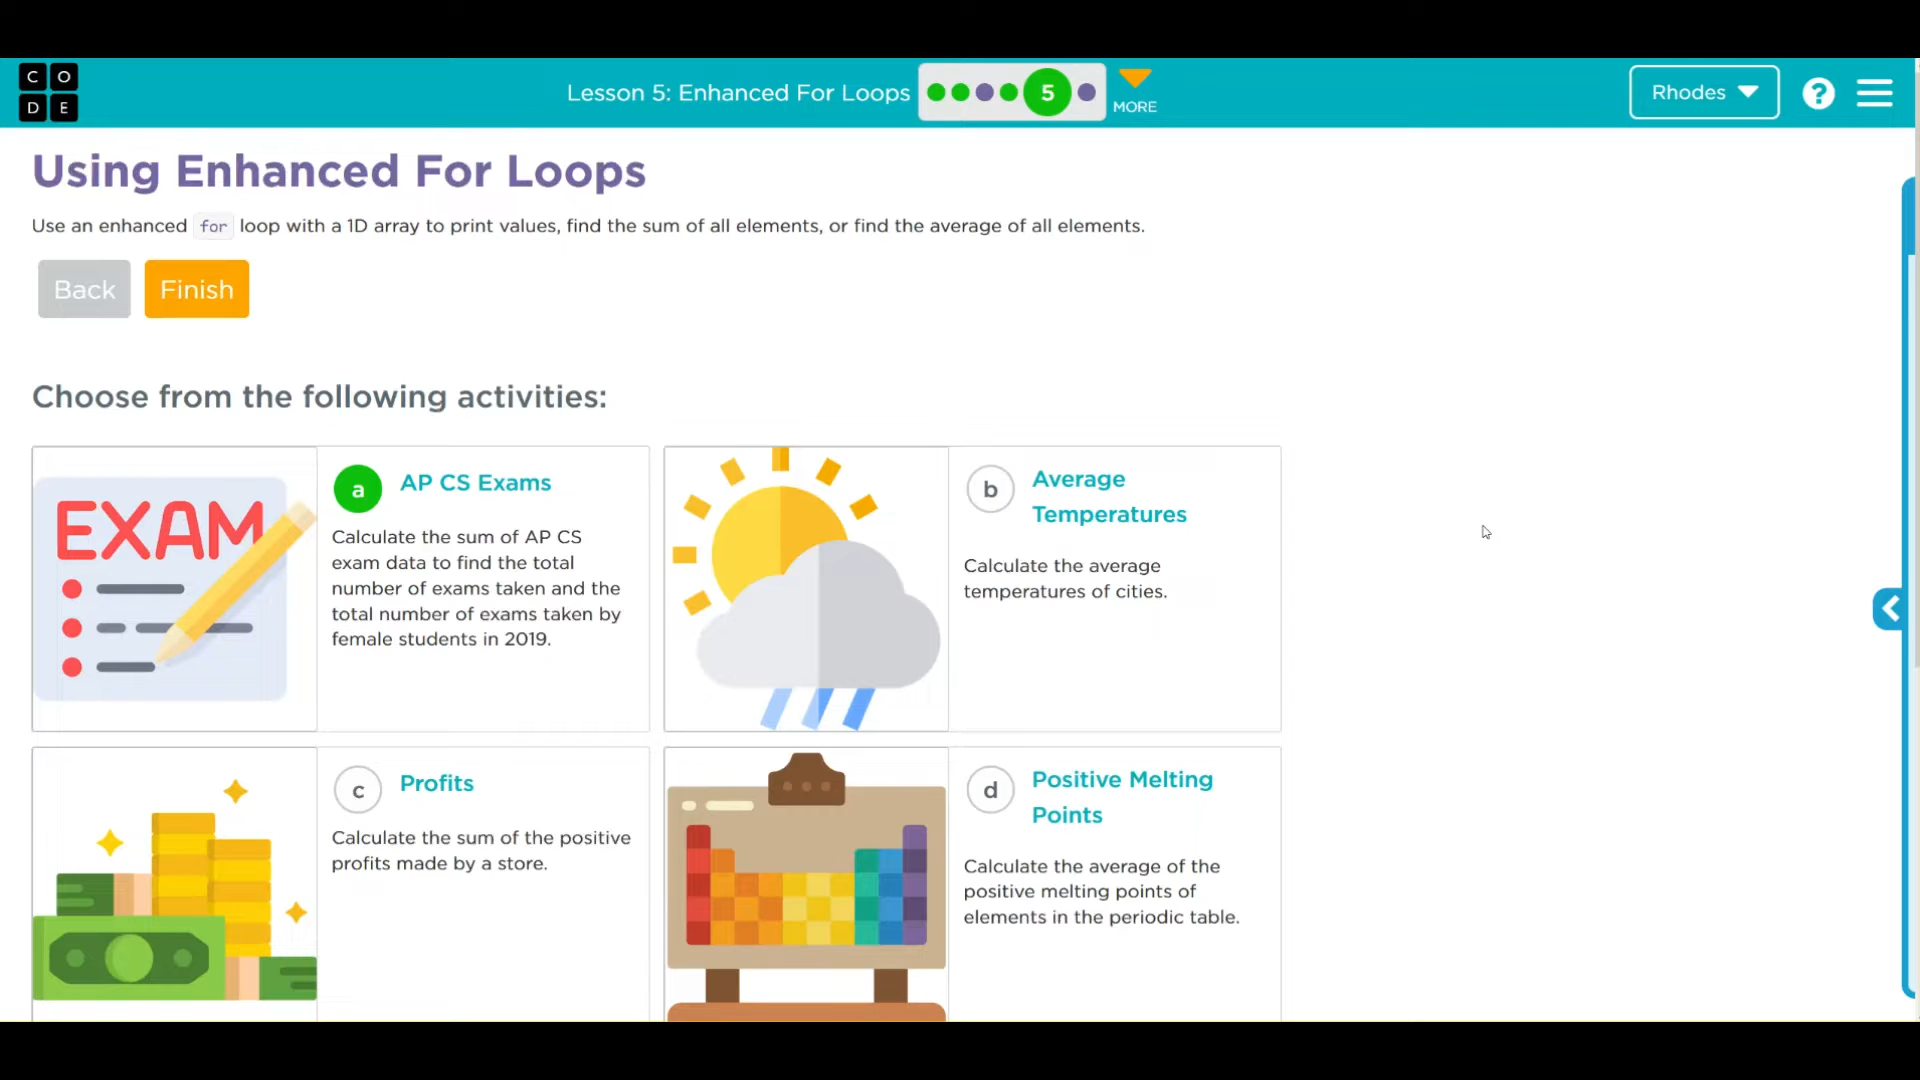 C O
D E
Lesson 5: Enhanced For Loops
5
MORE
Rhodes
?
Using Enhanced For Loops
Use an enhanced for loop with a 1D array to print values, find the sum of all elements, or find the average of all elements.
Back
Finish
Choose from the following activities:
EXAM
a
AP CS Exams
Calculate the sum of AP CS
exam data to find the total
number of exams taken and the
total number of exams taken by
female students in 2019.
b
Average
Temperatures
Calculate the average
temperatures of cities.
c
Profits
Calculate the sum of the positive
profits made by a store.
d
Positive Melting
Points
Calculate the average of the
positive melting points of
elements in the periodic table.